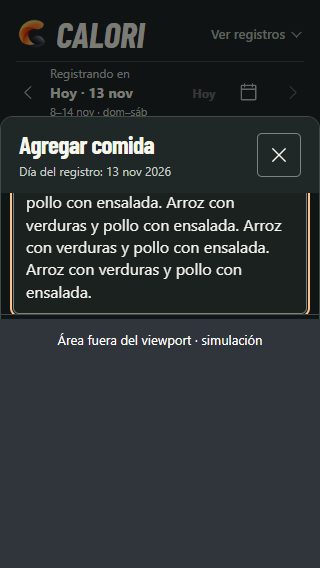 CALORI
Ver registros
Registrando en
Hoy · 13 nov
Hoy
8–14 nov · dom–sáb
Agregar comida
Día del registro: 13 nov 2026
pollo con ensalada. Arroz con
verduras y pollo con ensalada. Arroz
con verduras y pollo con ensalada.
Arroz con verduras y pollo con
ensalada.
Área fuera del viewport · simulación